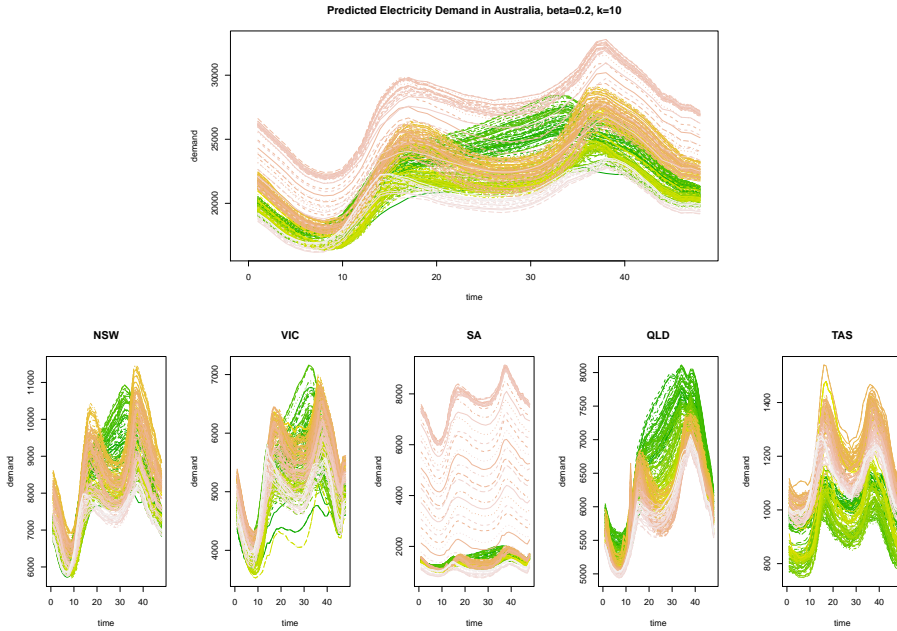 Predicted Electricity Demand in Australia, beta=0.2, k=10
demand
30000
25000
20000
0 10 20 30 40
time
NSW
demand
11000
10000
9000
8000
7000
6000
0 10 20 30 40
time
VIC
demand
7000
6000
5000
4000
0 10 20 30 40
time
SA
demand
8000
6000
4000
2000
0 10 20 30 40
time
QLD
demand
8000
7500
7000
6500
6000
5500
5000
0 10 20 30 40
time
TAS
demand
1400
1200
1000
800
0 10 20 30 40
time